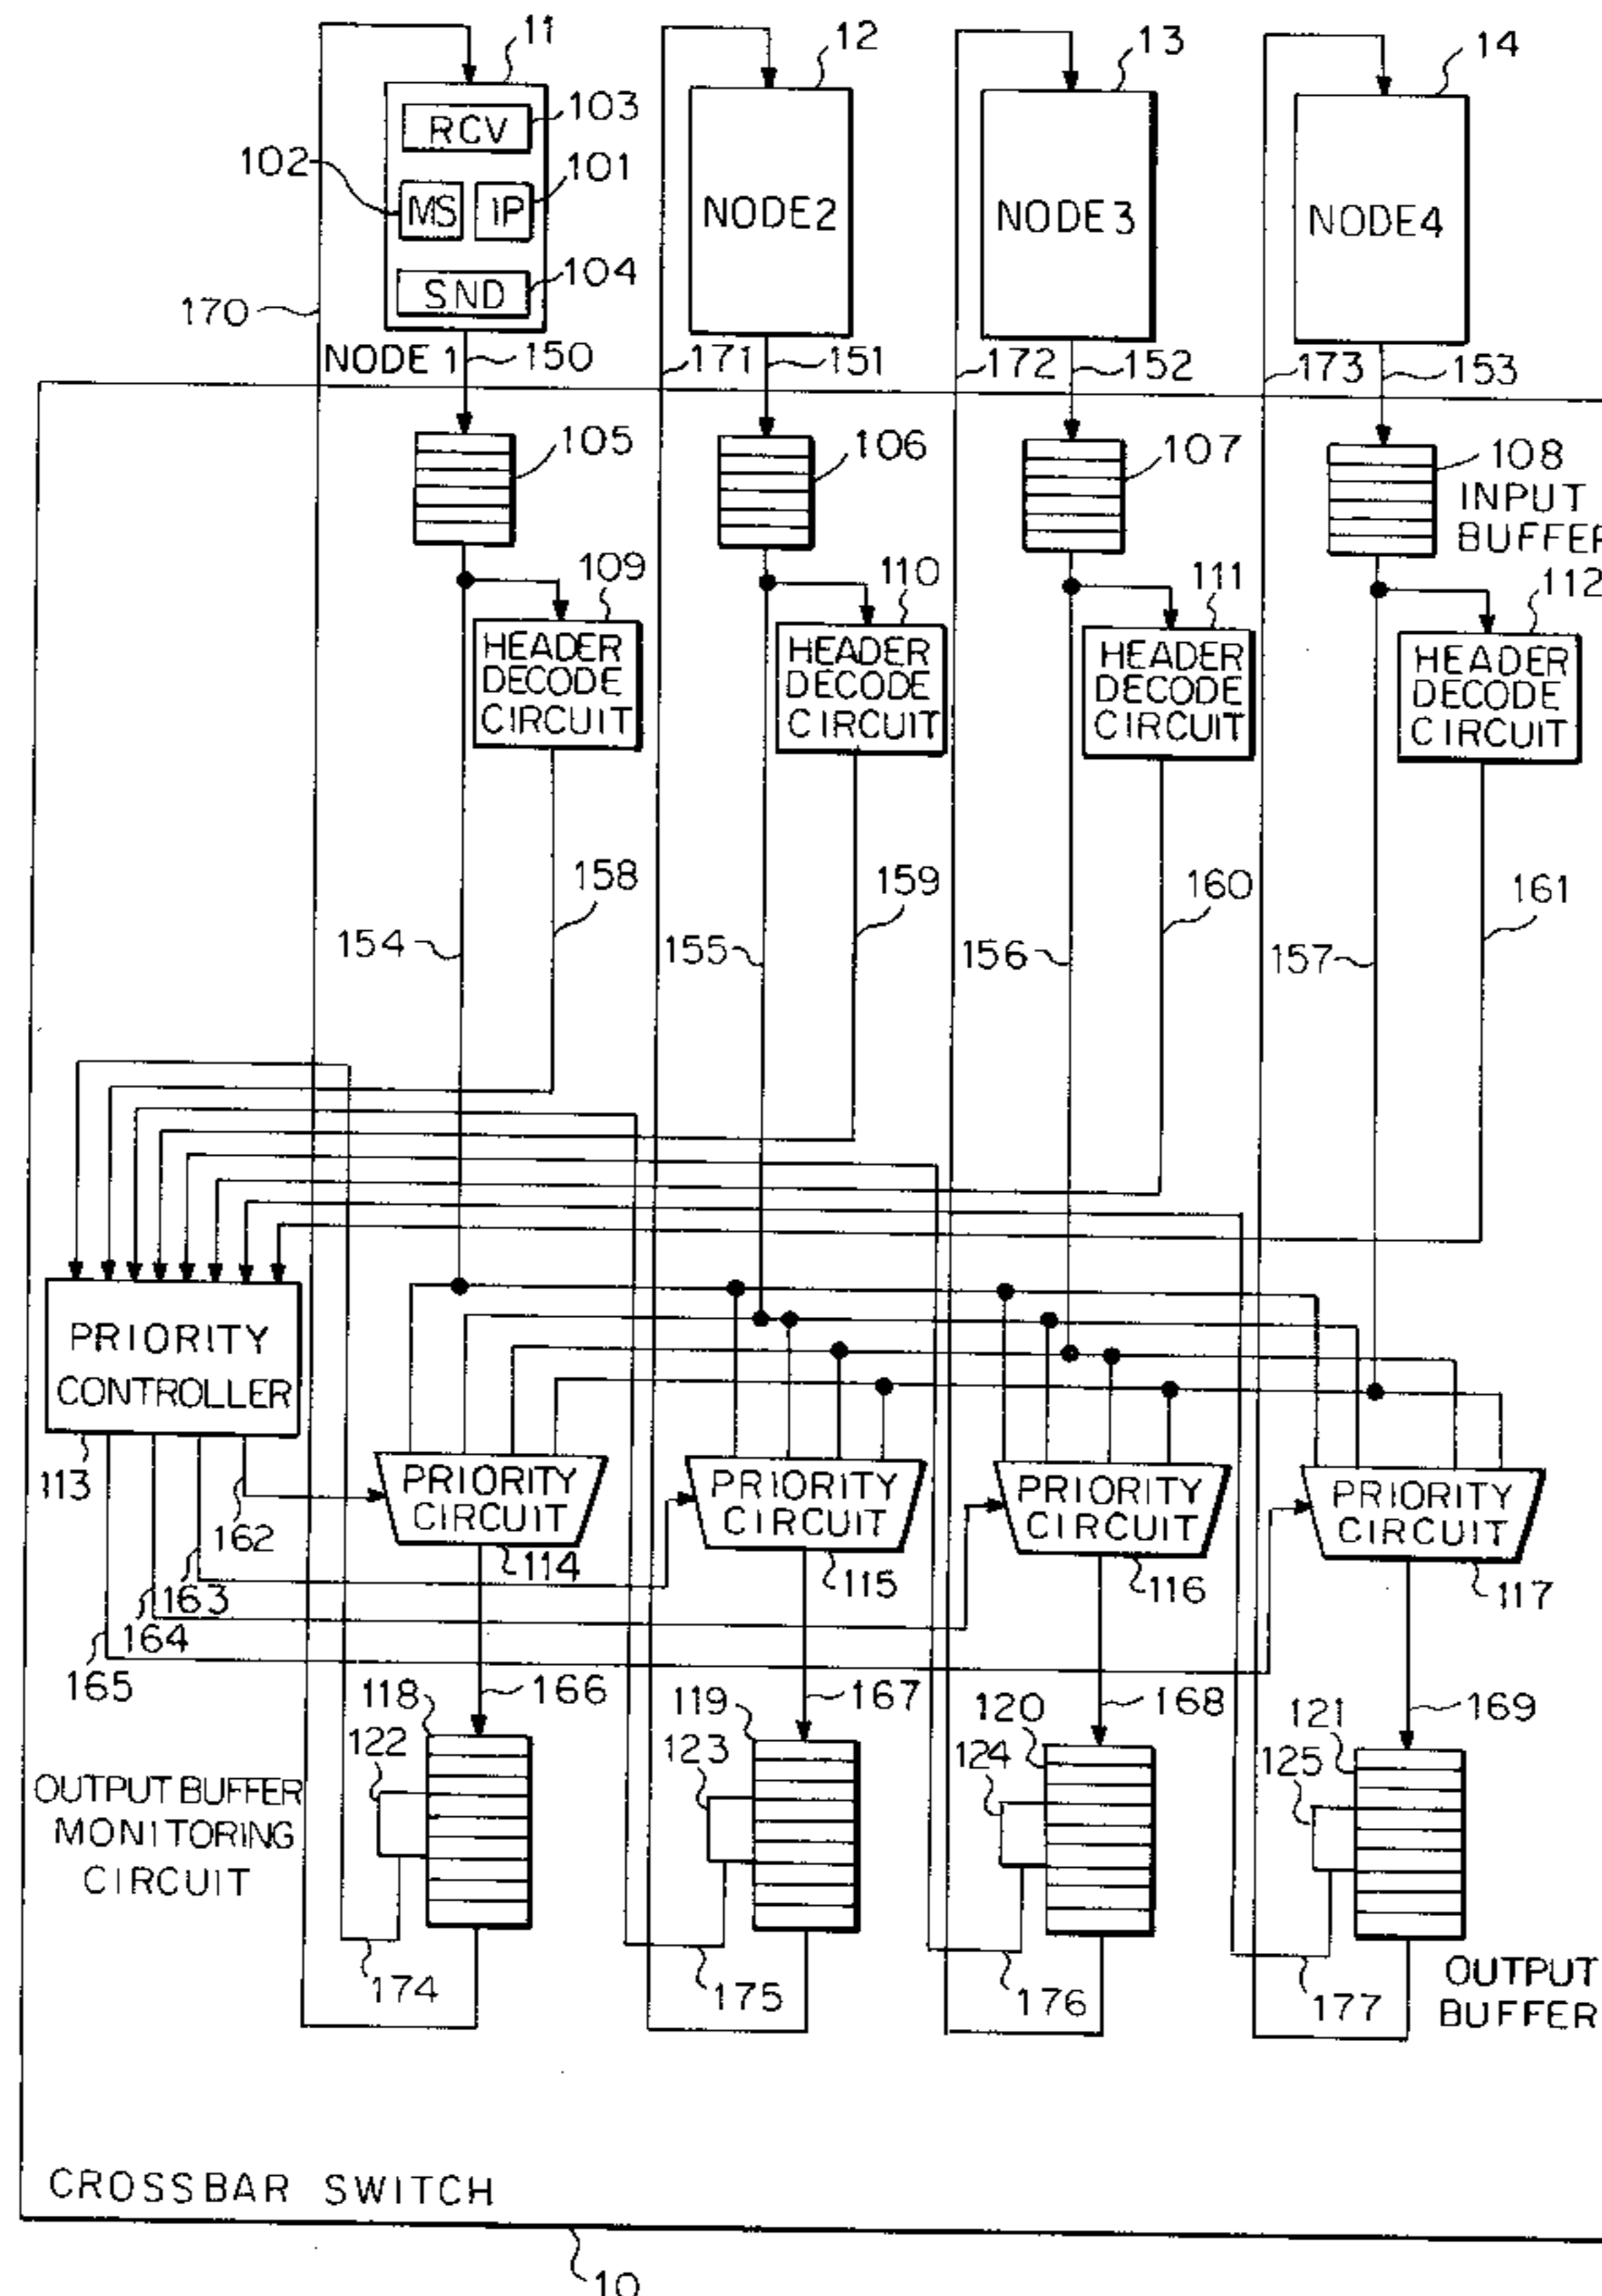 11
12
13
14
RCV
103
102
MS
IP
101
NODE2
NODE3
NODE4
SND
104
170
NODE 1
150
171
151
172
152
173
153
105
106
107
108
INPUT
BUFFER
109
110
111
112
HEADER
DECODE
CIRCUIT
HEADER
DECODE
CIRCUIT
HEADER
DECODE
CIRCUIT
HEADER
DECODE
CIRCUIT
158
159
160
161
154
155
156
157
PRIORITY
CONTROLLER
113
PRIORITY
CIRCUIT
PRIORITY
CIRCUIT
PRIORITY
CIRCUIT
PRIORITY
CIRCUIT
162
114
115
116
117
163
164
165
166
167
168
169
118
119
120
121
122
123
124
125
OUTPUT BUFFER
MONITORING
CIRCUIT
174
175
176
177
OUTPUT
BUFFER
CROSSBAR SWITCH
10